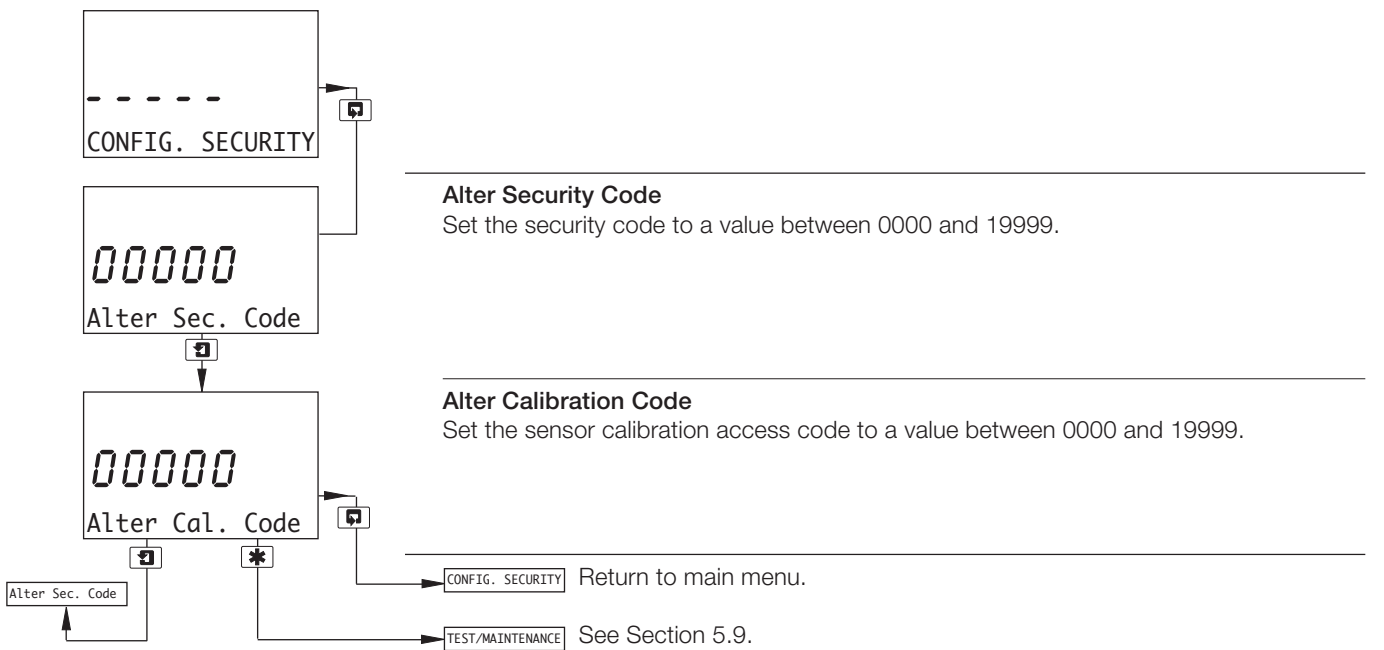 - - - - -
CONFIG. SECURITY
Alter Security Code
Set the security code to a value between 0000 and 19999.
00000
Alter Sec. Code
Alter Calibration Code
Set the sensor calibration access code to a value between 0000 and 19999.
00000
Alter Cal. Code
Alter Sec. Code
CONFIG. SECURITY Return to main menu.
TEST/MAINTENANCE See Section 5.9.